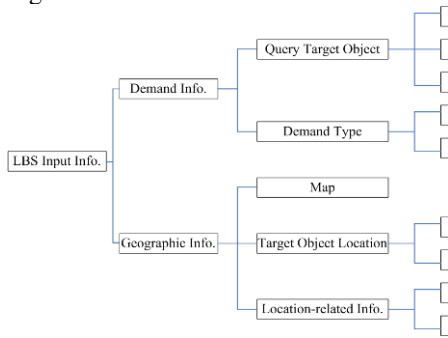 Query Target Object
Demand Info.
Demand Type
LBS Input Info.
Map
Geographic Info.
Target Object Location
Location-related Info.